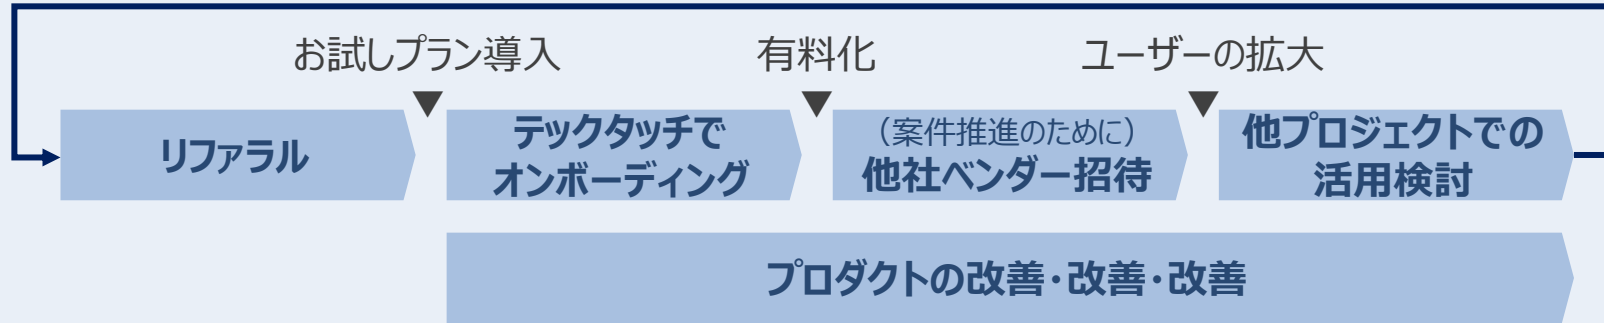 お試しプラン導入
有料化
ユーザーの拡大
リファラル
テックタッチで
オンボーディング
（案件推進のために）
他社ベンダー招待
他プロジェクトでの
活用検討
プロダクトの改善・改善・改善